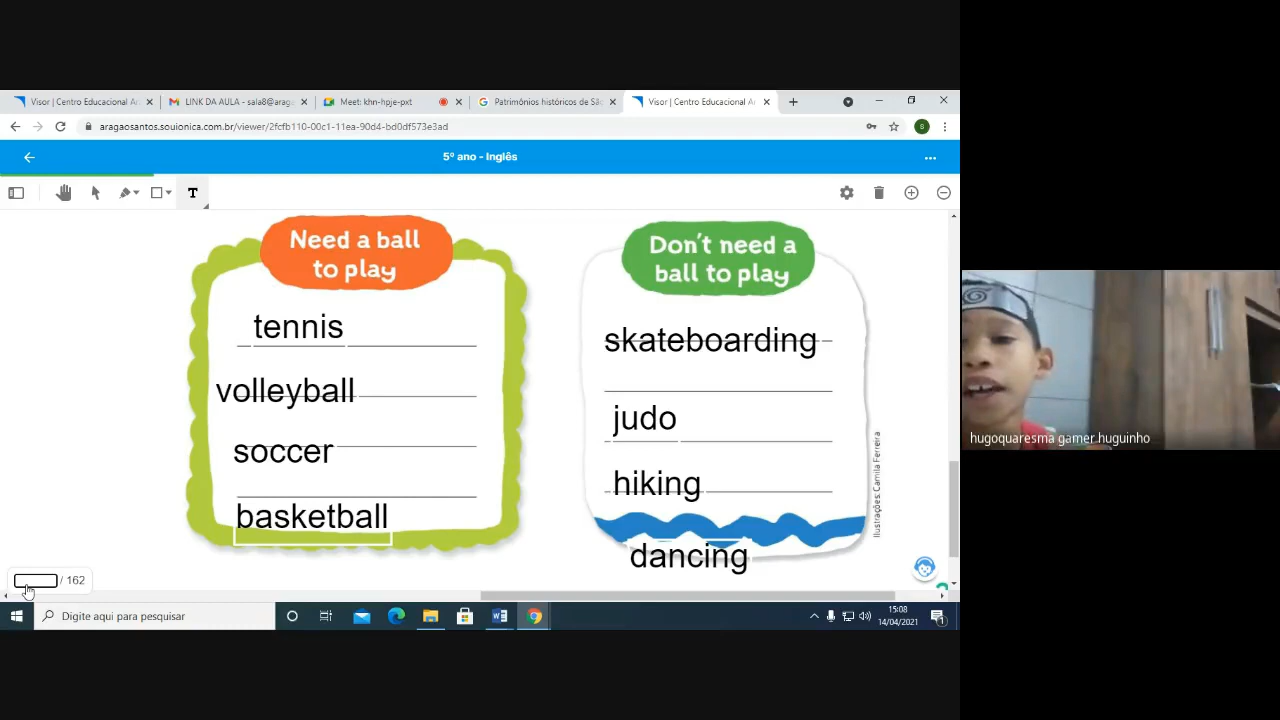 Visor | Centro Educacional Ar
LINK DA AULA - sala8@arag
Meet: khn-hpje-pxt
Patrimônios históricos de Sã
Visor | Centro Educacional Ar
aragaosantos.souionica.com.br/viewer/2fcfb110-00c1-11ea-90d4-bd0df573e3ad
S
5º ano - Inglês
T
Need a ball
to play
tennis
volleyball
soccer
basketball
Don't need a
ball to play
skateboarding
judo
hiking
dancing
Ilustrações: Camila Ferreira
/ 162
hugoquaresma gamer huguinho
Digite aqui para pesquisar
15:08
14/04/2021
1